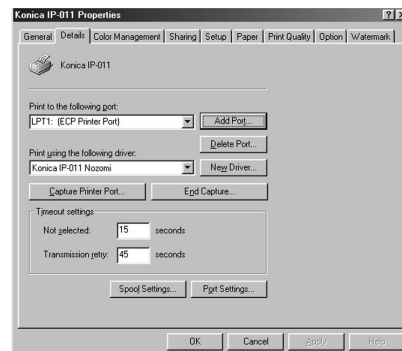 Konica IP-011 Properties
General Details Color Management Sharing Setup Paper Print Quality Option Watermark
Konica IP-011
Print to the following port:
LPT1: (ECP Printer Port) Add Port...
Delete Port...
Print using the following driver:
Konica IP-011 Nozomi New Driver...
Capture Printer Port... End Capture...
Timeout settings
Not selected: 15 seconds
Transmission retry: 45 seconds
Spool Settings... Port Settings...
OK Cancel Apply Help